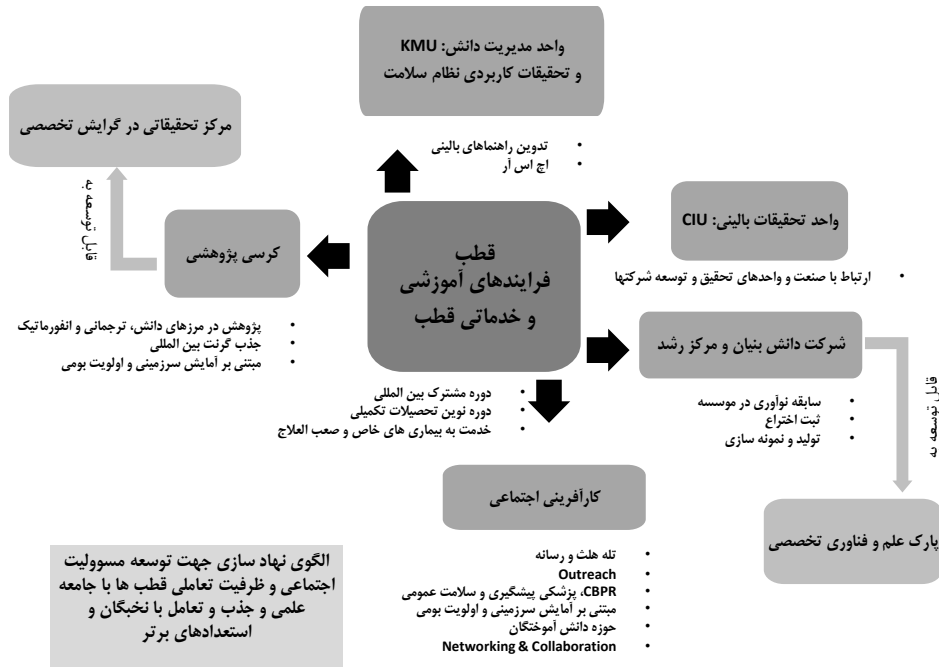 واحد مدیریت دانش: KMU
و تحقیقات کاربردی نظام سلامت
مرکز تحقیقاتی در گرایش تخصصی
• تدوین راهنماهای بالینی
• اچ اس آر
قابل توسعه به
واحد تحقیقات بالینی: CIU
کرسی پژوهشی
قطب
فرایندهای آموزشی
و خدماتی قطب
• ارتباط با صنعت و واحدهای تحقیق و توسعه شرکتها
• پژوهش در مرزهای دانش، ترجمانی و انفورماتیک
• جذب گرنت بین المللی
• مبتنی بر آمایش سرزمینی و اولویت بومی
شرکت دانش بنیان و مرکز رشد
قابل توسعه به
• سابقه نوآوری در موسسه
• ثبت اختراع
• تولید و نمونه سازی
• دوره مشترک بین المللی
• دوره نوین تحصیلات تکمیلی
• خدمت به بیماری های خاص و صعب العلاج
کارآفرینی اجتماعی
پارک علم و فناوری تخصصی
• تله هلث و رسانه
• Outreach
• CBPR، پزشکی پیشگیری و سلامت عمومی
• مبتنی بر آمایش سرزمینی و اولویت بومی
• حوزه دانش آموختگان
• Networking & Collaboration
الگوی نهاد سازی جهت توسعه مسوولیت
اجتماعی و ظرفیت تعاملی قطب ها با جامعه
علمی و جذب و تعامل با نخبگان و
استعدادهای برتر